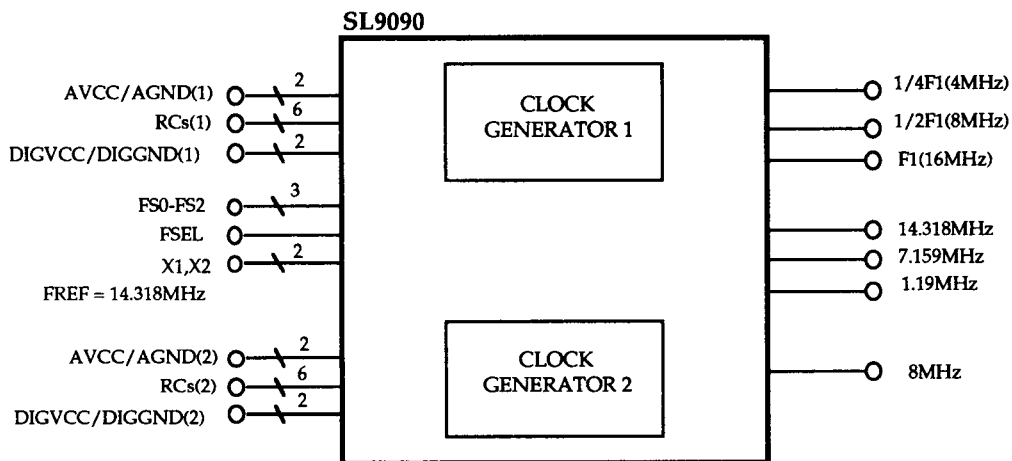 SL9090
AVCC/AGND(1)
2
RCs(1)
6
DIGVCC/DIGGND(1)
2
FS0-FS2
3
FSEL
X1,X2
2
FREF = 14.318MHz
AVCC/AGND(2)
2
RCs(2)
6
DIGVCC/DIGGND(2)
2
CLOCK
GENERATOR 1
CLOCK
GENERATOR 2
1/4F1(4MHz)
1/2F1(8MHz)
F1(16MHz)
14.318MHz
7.159MHz
1.19MHz
8MHz